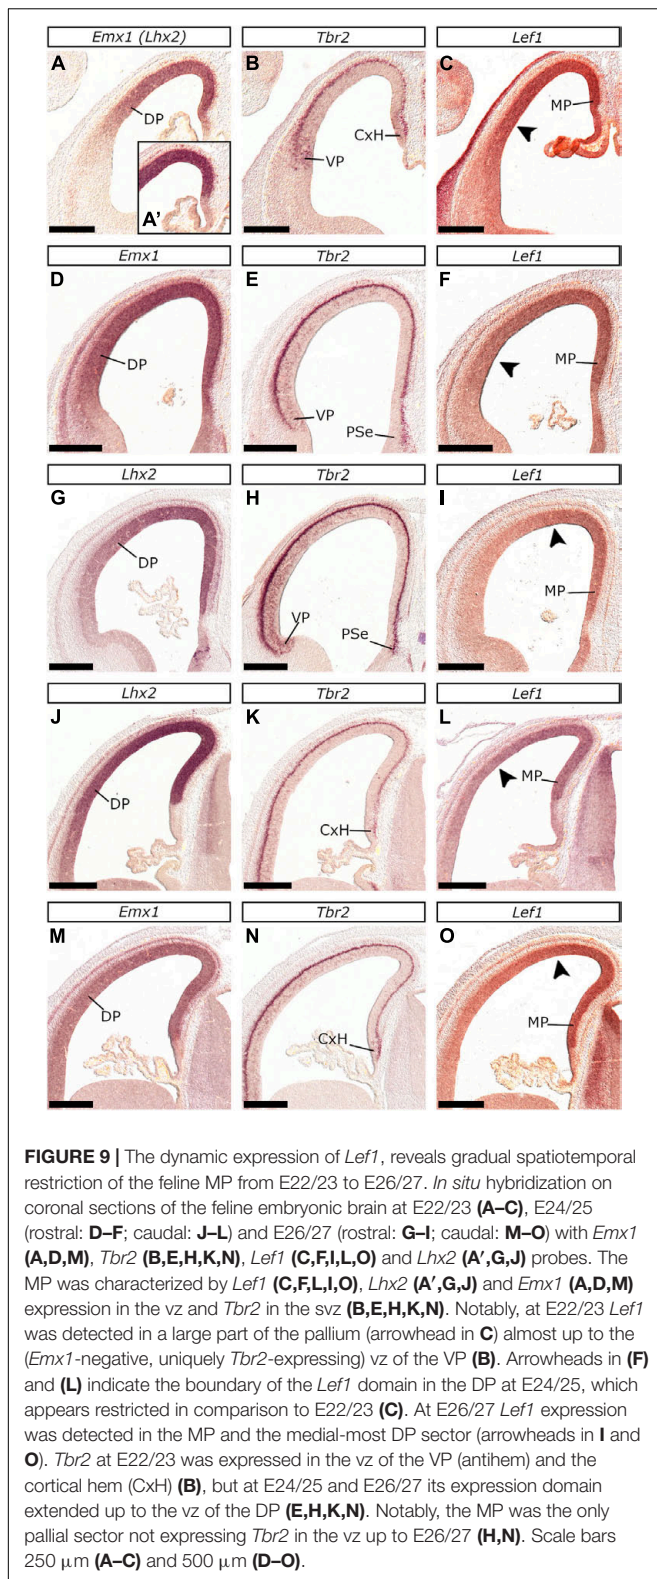 Emx1 (Lhx2) Tbr2 Lef1
A B C
DP CxH VP MP
A'
Emx1 Tbr2 Lef1
D E F
DP VP PSe MP
Lhx2 Tbr2 Lef1
G H I
DP VP PSe MP
Lhx2 Tbr2 Lef1
J K L
DP CxH MP
Emx1 Tbr2 Lef1
M N O
DP CxH MP
FIGURE 9 | The dynamic expression of Lef1, reveals gradual spatiotemporal
restriction of the feline MP from E22/23 to E26/27. In situ hybridization on
coronal sections of the feline embryonic brain at E22/23 (A–C), E24/25
(rostral: D–F; caudal: J–L) and E26/27 (rostral: G–I; caudal: M–O) with Emx1
(A,D,M), Tbr2 (B,E,H,K,N), Lef1 (C,F,I,L,O) and Lhx2 (A′,G,J) probes. The
MP was characterized by Lef1 (C,F,L,I,O), Lhx2 (A′,G,J) and Emx1 (A,D,M)
expression in the vz and Tbr2 in the svz (B,E,H,K,N). Notably, at E22/23 Lef1
was detected in a large part of the pallium (arrowhead in C) almost up to the
(Emx1-negative, uniquely Tbr2-expressing) vz of the VP (B). Arrowheads in (F)
and (L) indicate the boundary of the Lef1 domain in the DP at E24/25, which
appears restricted in comparison to E22/23 (C). At E26/27 Lef1 expression
was detected in the MP and the medial-most DP sector (arrowheads in I and
O). Tbr2 at E22/23 was expressed in the vz of the VP (antihem) and the
cortical hem (CxH) (B), but at E24/25 and E26/27 its expression domain
extended up to the vz of the DP (E,H,K,N). Notably, the MP was the only
pallial sector not expressing Tbr2 in the vz up to E26/27 (H,N). Scale bars
250 μm (A–C) and 500 μm (D–O).